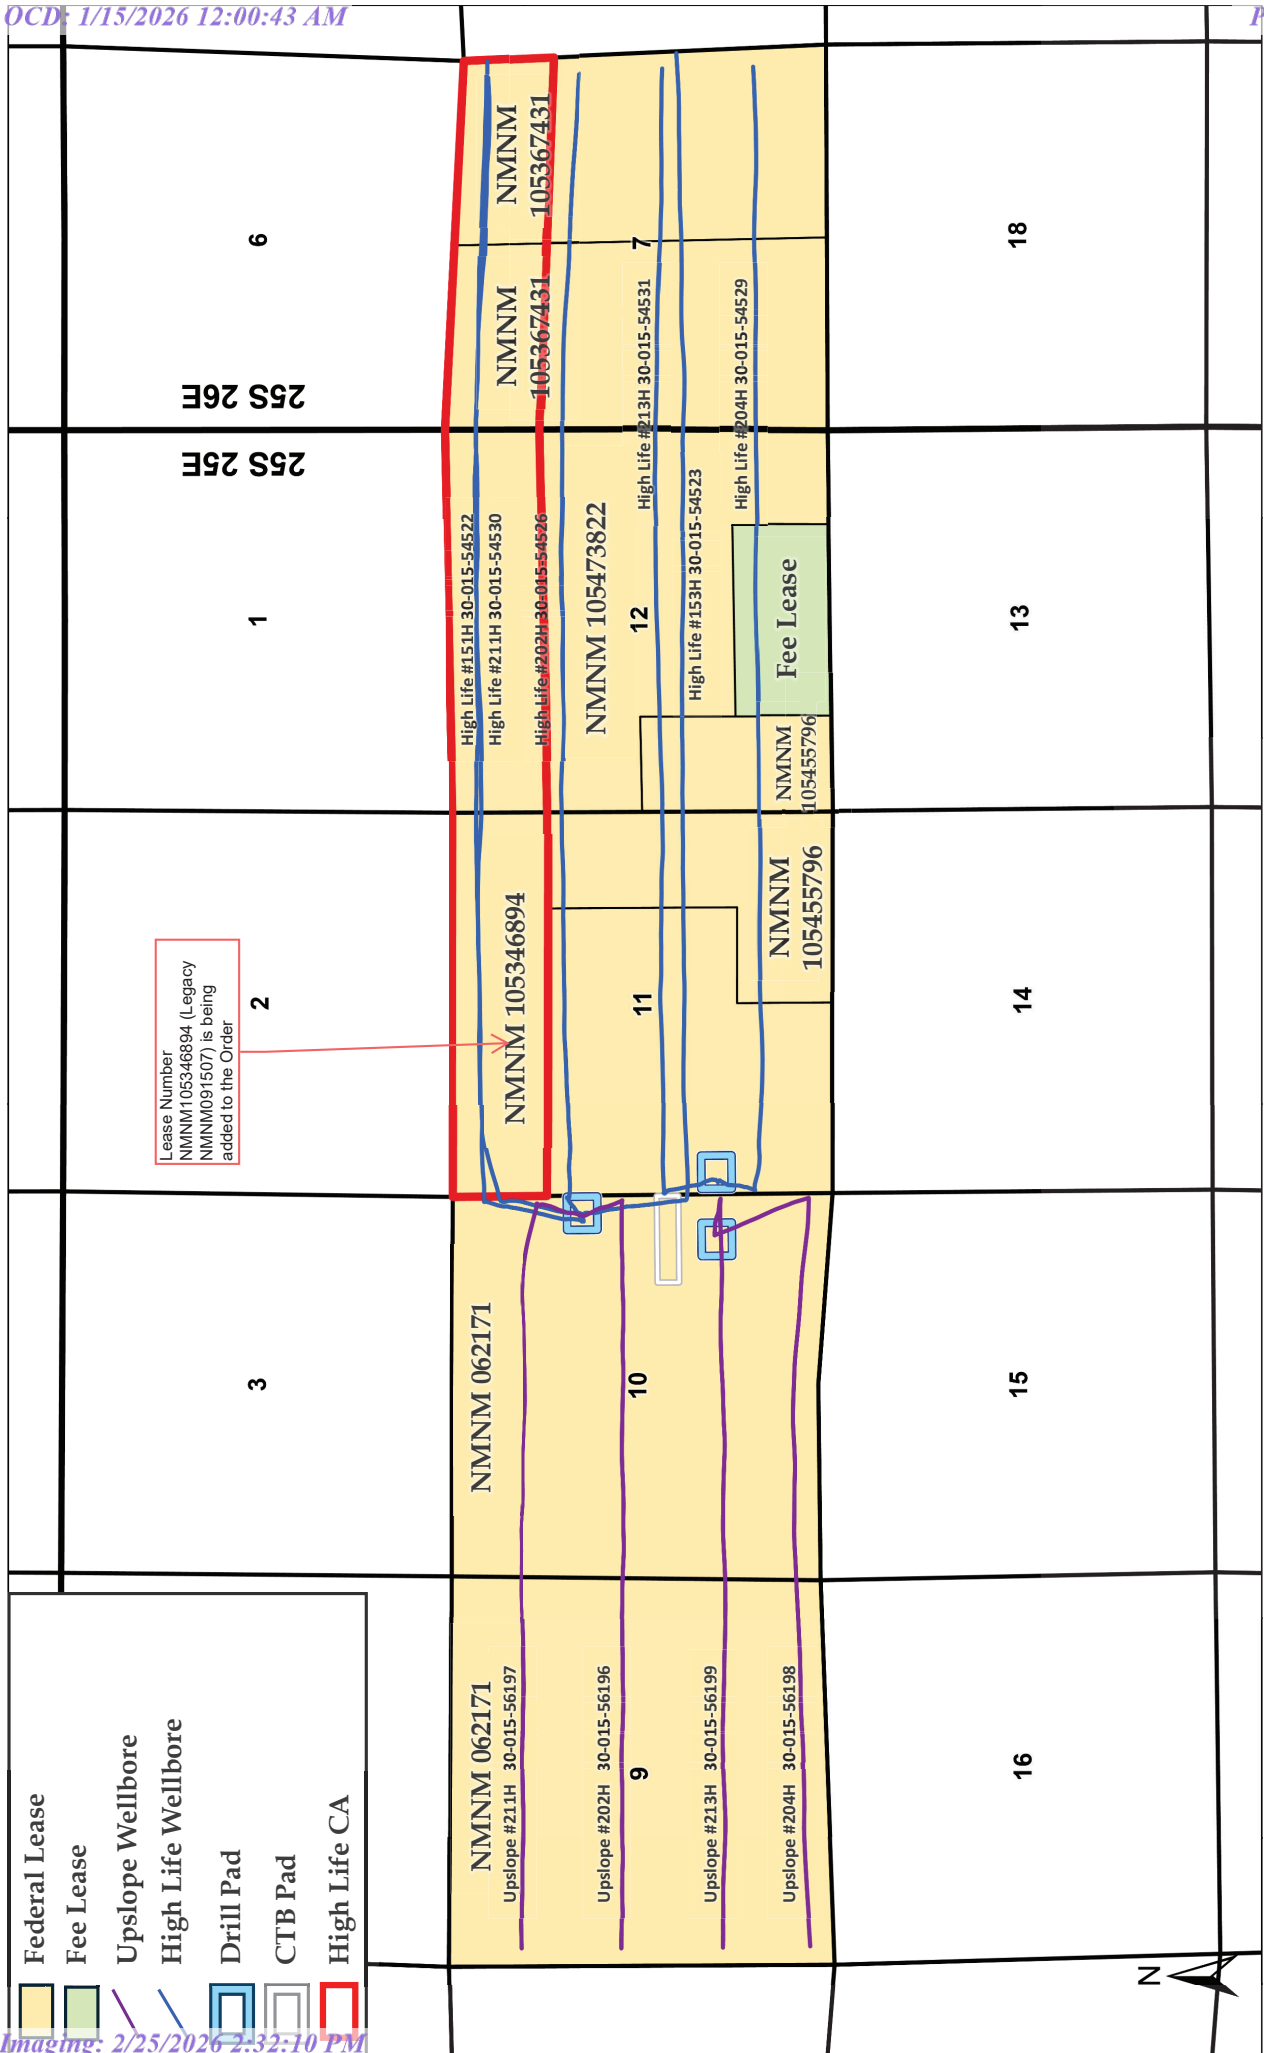 OCD: 1/15/2026 12:00:43 AM
P
6
1
2
3
25S 26E
25S 25E
Lease Number
NMNM105346894 (Legacy
NMNM091507) is being
added to the Order
NMNM
105367431
NMNM
105367431
7
High Life #151H 30-015-54522
High Life #211H 30-015-54530
High Life #202H 30-015-54526
NMNM 105473822
High Life #213H 30-015-54531
High Life #153H 30-015-54523
High Life #204H 30-015-54529
12
Fee Lease
NMNM
105455796
NMNM 105346894
11
NMNM
105455796
NMNM 062171
10
NMNM 062171
Upslope #211H 30-015-56197
Upslope #202H 30-015-56196
9
Upslope #213H 30-015-56199
Upslope #204H 30-015-56198
18
13
14
15
16
Federal Lease
Fee Lease
Upslope Wellbore
High Life Wellbore
Drill Pad
CTB Pad
High Life CA
N
Imaging: 2/25/2026 2:32:10 PM